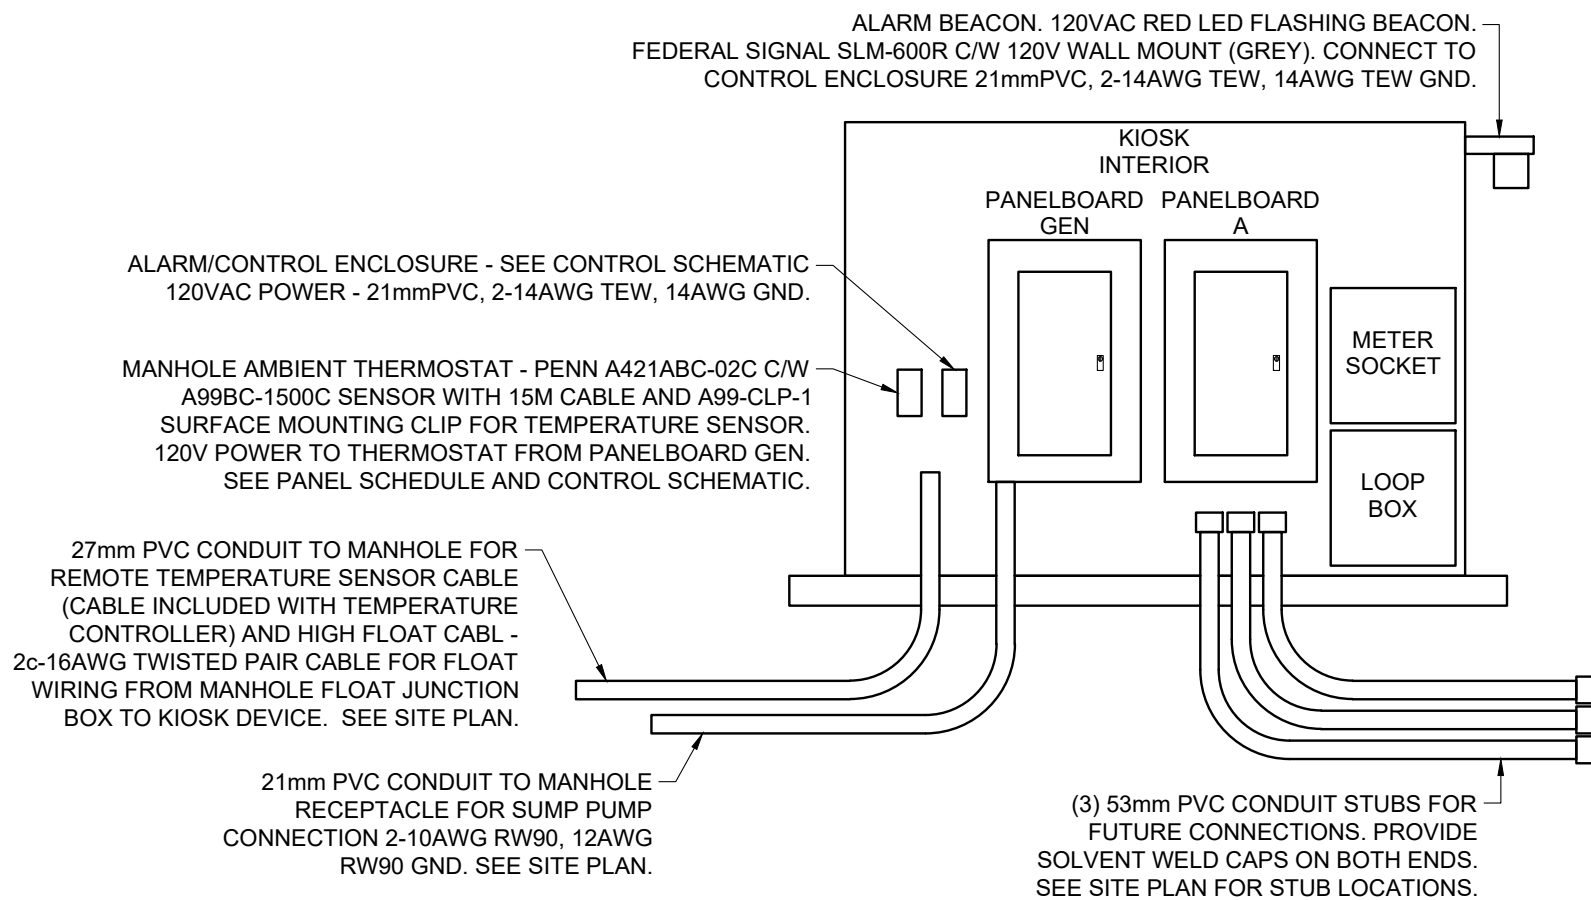 ALARM BEACON. 120VAC RED LED FLASHING BEACON.
FEDERAL SIGNAL SLM-600R C/W 120V WALL MOUNT (GREY). CONNECT TO
CONTROL ENCLOSURE 21mmPVC, 2-14AWG TEW, 14AWG TEW GND.
KIOSK
INTERIOR
PANELBOARD
GEN
PANELBOARD
A
METER
SOCKET
LOOP
BOX
ALARM/CONTROL ENCLOSURE - SEE CONTROL SCHEMATIC
120VAC POWER - 21mmPVC, 2-14AWG TEW, 14AWG GND.
MANHOLE AMBIENT THERMOSTAT - PENN A421ABC-02C C/W
A99BC-1500C SENSOR WITH 15M CABLE AND A99-CLP-1
SURFACE MOUNTING CLIP FOR TEMPERATURE SENSOR.
120V POWER TO THERMOSTAT FROM PANELBOARD GEN.
SEE PANEL SCHEDULE AND CONTROL SCHEMATIC.
27mm PVC CONDUIT TO MANHOLE FOR
REMOTE TEMPERATURE SENSOR CABLE
(CABLE INCLUDED WITH TEMPERATURE
CONTROLLER) AND HIGH FLOAT CABL -
2c-16AWG TWISTED PAIR CABLE FOR FLOAT
WIRING FROM MANHOLE FLOAT JUNCTION
BOX TO KIOSK DEVICE. SEE SITE PLAN.
21mm PVC CONDUIT TO MANHOLE
RECEPTACLE FOR SUMP PUMP
CONNECTION 2-10AWG RW90, 12AWG
RW90 GND. SEE SITE PLAN.
(3) 53mm PVC CONDUIT STUBS FOR
FUTURE CONNECTIONS. PROVIDE
SOLVENT WELD CAPS ON BOTH ENDS.
SEE SITE PLAN FOR STUB LOCATIONS.